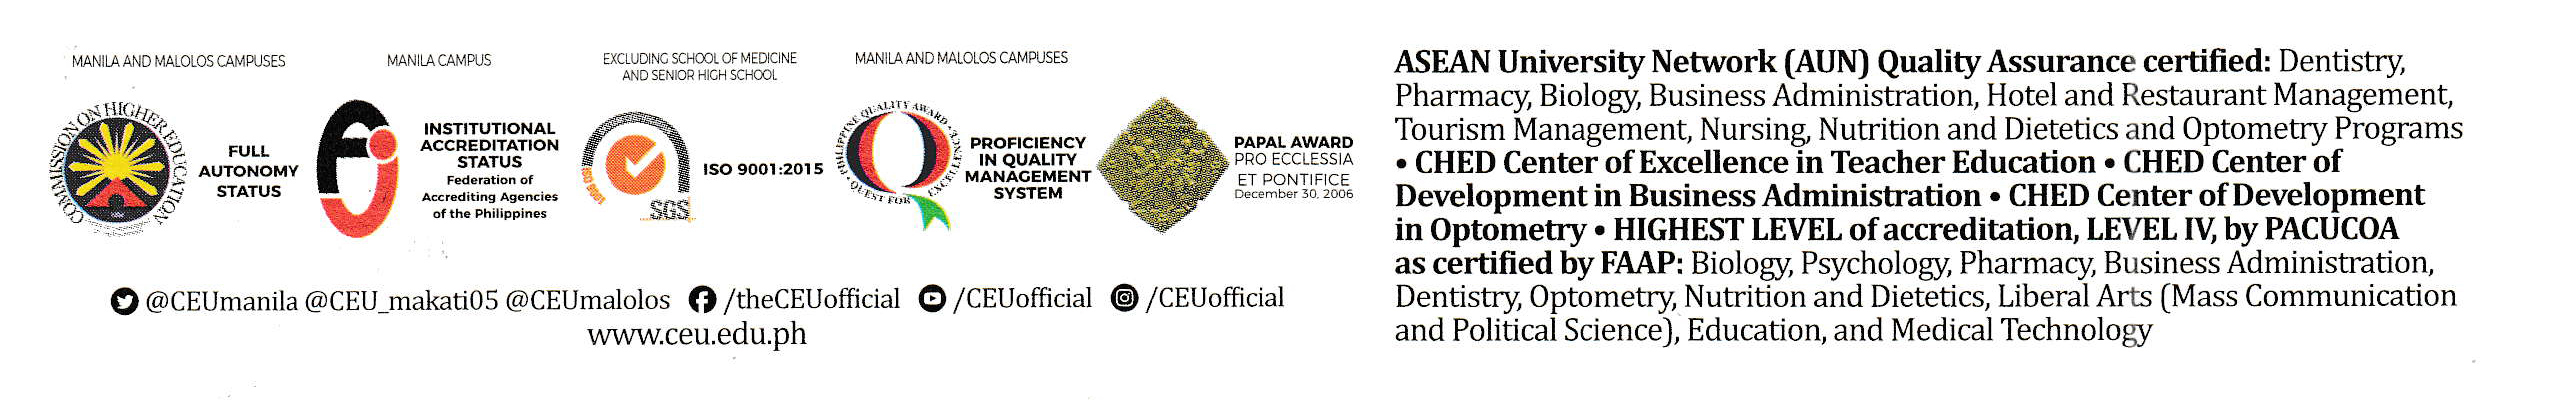 MANILA AND MALOLOS CAMPUSES
COMMISSION ON HIGHER EDUCATION
FULL
AUTONOMY
STATUS
MANILA CAMPUS
INSTITUTIONAL
ACCREDITATION
STATUS
Federation of
Accrediting Agencies
of the Philippines
EXCLUDING SCHOOL OF MEDICINE
AND SENIOR HIGH SCHOOL
ISO 9001
SGS
ISO 9001:2015
MANILA AND MALOLOS CAMPUSES
PHILIPPINE QUALITY AWARD
• QUEST FOR EXCELLENCE •
PROFICIENCY
IN QUALITY
MANAGEMENT
SYSTEM
PAPAL AWARD
PRO ECCLESSIA
ET PONTIFICE
December 30, 2006
@CEUmanila @CEU_makati05 @CEUmalolos /theCEUofficial /CEUofficial /CEUofficial
www.ceu.edu.ph
ASEAN University Network (AUN) Quality Assurance certified: Dentistry,
Pharmacy, Biology, Business Administration, Hotel and Restaurant Management,
Tourism Management, Nursing, Nutrition and Dietetics and Optometry Programs
• CHED Center of Excellence in Teacher Education • CHED Center of
Development in Business Administration • CHED Center of Development
in Optometry • HIGHEST LEVEL of accreditation, LEVEL IV, by PACUCOA
as certified by FAAP: Biology, Psychology, Pharmacy, Business Administration,
Dentistry, Optometry, Nutrition and Dietetics, Liberal Arts (Mass Communication
and Political Science), Education, and Medical Technology